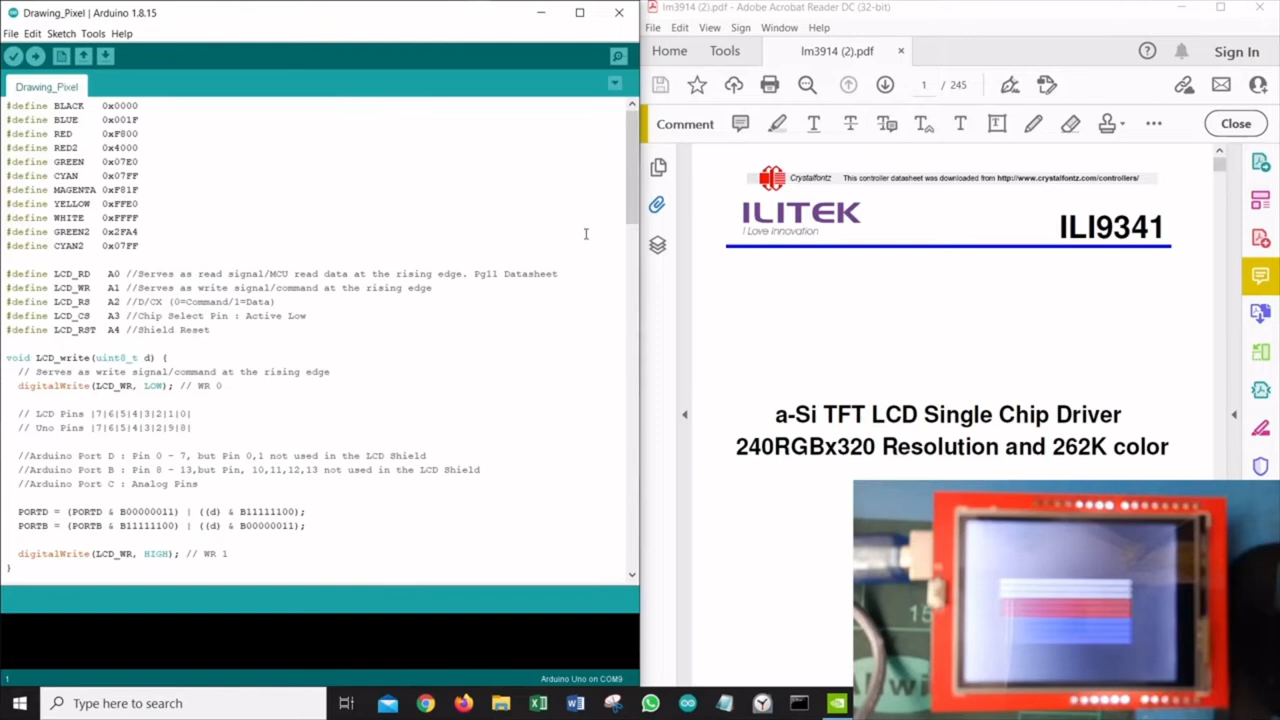 Drawing_Pixel | Arduino 1.8.15
File Edit Sketch Tools Help
Drawing_Pixel
#define BLACK 0x0000
#define BLUE 0x001F
#define RED 0xF800
#define RED2 0x4000
#define GREEN 0x07E0
#define CYAN 0x07FF
#define MAGENTA 0xF81F
#define YELLOW 0xFFE0
#define WHITE 0xFFFF
#define GREEN2 0x2FA4
#define CYAN2 0x07FF
#define LCD_RD A0 //Serves as read signal/MCU read data at the rising edge. Pg11 Datasheet
#define LCD_WR A1 //Serves as write signal/command at the rising edge
#define LCD_RS A2 //D/CX (0=Command/1=Data)
#define LCD_CS A3 //Chip Select Pin : Active Low
#define LCD_RST A4 //Shield Reset
void LCD_write(uint8_t d) {
// Serves as write signal/command at the rising edge
digitalWrite(LCD_WR, LOW); // WR 0
// LCD Pins |7|6|5|4|3|2|1|0|
// Uno Pins |7|6|5|4|3|2|9|8|
//Arduino Port D : Pin 0 - 7, but Pin 0,1 not used in the LCD Shield
//Arduino Port B : Pin 8 - 13,but Pin, 10,11,12,13 not used in the LCD Shield
//Arduino Port C : Analog Pins
PORTD = (PORTD & B00000011) | ((d) & B11111100);
PORTB = (PORTB & B11111100) | ((d) & B00000011);
digitalWrite(LCD_WR, HIGH); // WR 1
}
1
Arduino Uno on COM9
lm3914 (2).pdf - Adobe Acrobat Reader DC (32-bit)
File Edit View Sign Window Help
Home Tools lm3914 (2).pdf × Sign In
1 / 245
Comment Close
Crystalfontz This controller datasheet was downloaded from http://www.crystalfontz.com/controllers/
ILITEK
I Love Innovation
ILI9341
a-Si TFT LCD Single Chip Driver
240RGBx320 Resolution and 262K color
15
Type here to search